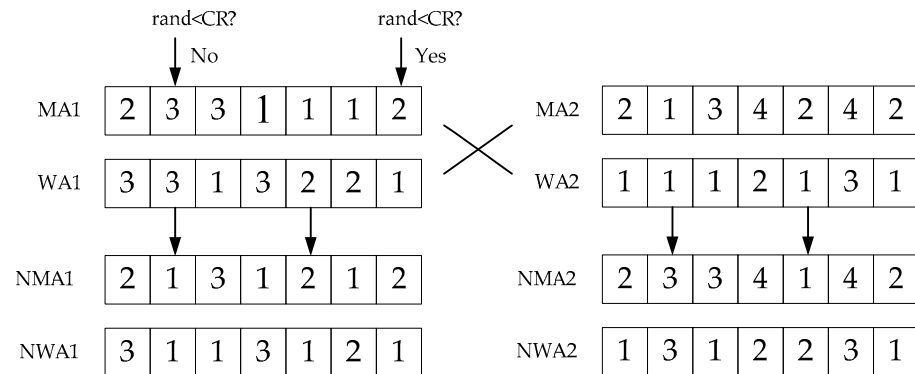 rand<CR? rand<CR?
No Yes
MA1 2 3 3 1 1 1 2 MA2 2 1 3 4 2 4 2
WA1 3 3 1 3 2 2 1 WA2 1 1 1 2 1 3 1
NMA1 2 1 3 1 2 1 2 NMA2 2 3 3 4 1 4 2
NWA1 3 1 1 3 1 2 1 NWA2 1 3 1 2 2 3 1